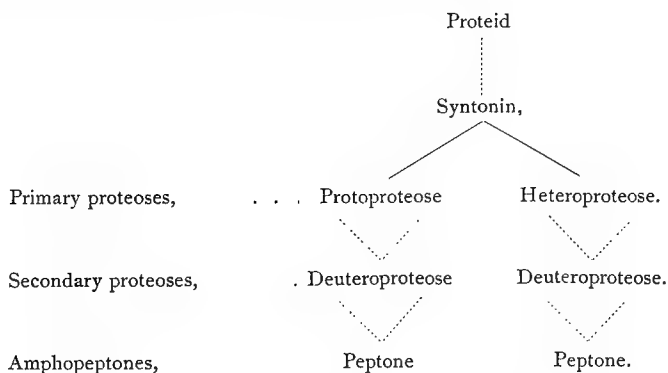 Proteid
Syntonin,
Primary proteoses, . . . Protoproteose Heteroproteose.
Secondary proteoses, . Deuteroproteose Deuteroproteose.
Amphopeptones, Peptone Peptone.